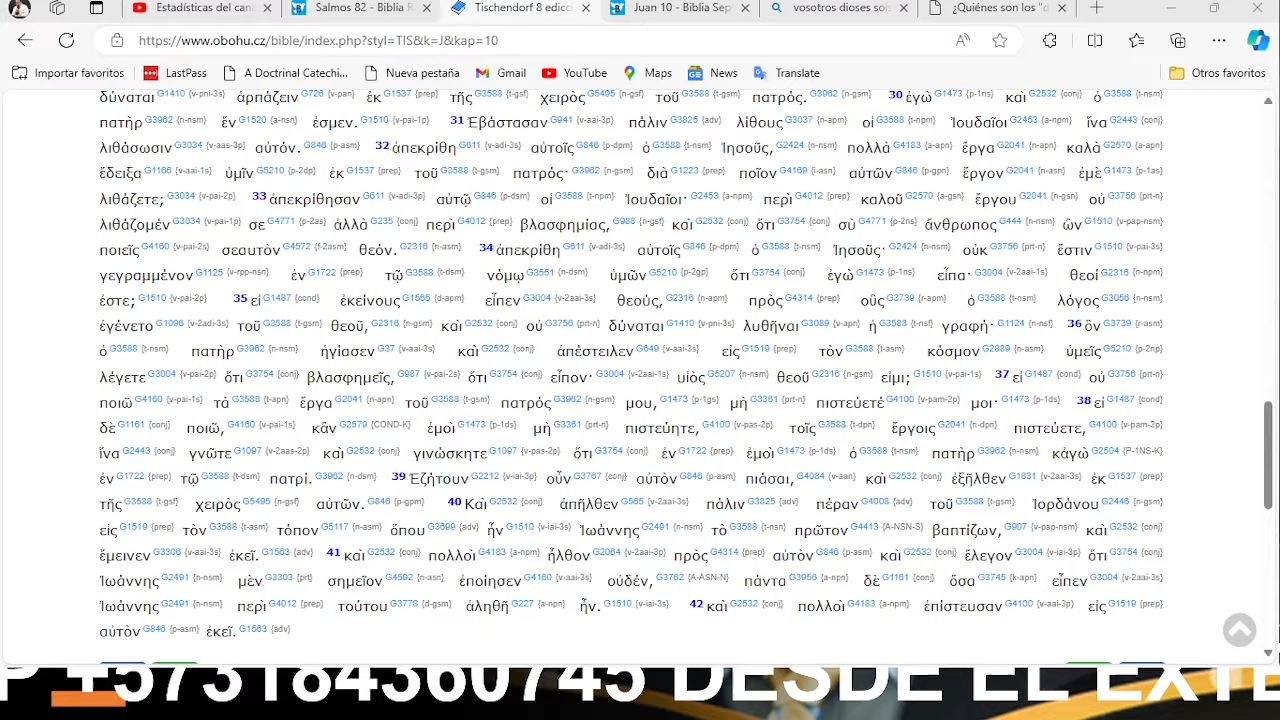 Estadísticas del cana
Salmos 82 - Biblia R
Tischendorf 8 edicci
Juan 10 - Biblia Sep
vosotros dioses sois
¿Quiénes son los "d
https://www.obohu.cz/bible/index.php?styl=TIS&k=J&kap=10
Importar favoritos
LastPass
A Doctrinal Catechi...
Nueva pestaña
Gmail
YouTube
Maps
News
Translate
Otros favoritos
δύναται G1410 {v-pni-3s} ἁρπάζειν G726 {v-pan} ἐκ G1537 {prep} τῆς G3588 {t-gsf} χειρὸς G5495 {n-gsf} τοῦ G3588 {t-gsm} πατρός. G3962 {n-gsm} 30 ἐγὼ G1473 {p-1ns} καὶ G2532 {conj} ὁ G3588 {t-nsm}
πατὴρ G3962 {n-nsm} ἕν G1520 {a-nsn} ἐσμεν. G1510 {v-pai-1p} 31 Ἐβάστασαν G941 {v-aai-3p} πάλιν G3825 {adv} λίθους G3037 {n-apm} οἱ G3588 {t-npm} Ἰουδαῖοι G2453 {a-npm} ἵνα G2443 {conj}
λιθάσωσιν G3034 {v-aas-3p} αὐτόν. G846 {p-asm} 32 ἀπεκρίθη G611 {v-adi-3s} αὐτοῖς G846 {p-dpm} ὁ G3588 {t-nsm} Ἰησοῦς, G2424 {n-nsm} πολλὰ G4183 {a-apn} ἔργα G2041 {n-apn} καλὰ G2570 {a-apn}
ἔδειξα G1166 {v-aai-1s} ὑμῖν G5210 {p-2dp} ἐκ G1537 {prep} τοῦ G3588 {t-gsm} πατρός· G3962 {n-gsm} διὰ G1223 {prep} ποῖον G4169 {i-asn} αὐτῶν G846 {p-gpn} ἔργον G2041 {n-asn} ἐμὲ G1473 {p-1as}
λιθάζετε; G3034 {v-pai-2p} 33 ἀπεκρίθησαν G611 {v-adi-3p} αὐτῷ G846 {p-dsm} οἱ G3588 {t-npm} Ἰουδαῖοι· G2453 {a-npm} περὶ G4012 {prep} καλοῦ G2570 {a-gsn} ἔργου G2041 {n-gsn} οὐ G3756 {prt-n}
λιθάζομέν G3034 {v-pai-1p} σε G4771 {p-2as} ἀλλὰ G235 {conj} περὶ G4012 {prep} βλασφημίας, G988 {n-gsf} καὶ G2532 {conj} ὅτι G3754 {conj} σὺ G4771 {p-2ns} ἄνθρωπος G444 {n-nsm} ὢν G1510 {v-pap-nsm}
ποιεῖς G4160 {v-pai-2s} σεαυτὸν G4572 {f-2asm} θεόν. G2316 {n-asm} 34 ἀπεκρίθη G611 {v-adi-3s} αὐτοῖς G846 {p-dpm} ὁ G3588 {t-nsm} Ἰησοῦς· G2424 {n-nsm} οὐκ G3756 {prt-n} ἔστιν G1510 {v-pai-3s}
γεγραμμένον G1125 {v-rpp-nsn} ἐν G1722 {prep} τῷ G3588 {t-dsm} νόμῳ G3551 {n-dsm} ὑμῶν G5210 {p-2gp} ὅτι G3754 {conj} ἐγὼ G1473 {p-1ns} εἶπα· G3004 {v-2aai-1s} θεοί G2316 {n-npm}
ἐστε; G1510 {v-pai-2p} 35 εἰ G1487 {cond} ἐκείνους G1565 {d-apm} εἶπεν G3004 {v-2aai-3s} θεούς, G2316 {n-apm} πρὸς G4314 {prep} οὓς G3739 {r-apm} ὁ G3588 {t-nsm} λόγος G3056 {n-nsm}
ἐγένετο G1096 {v-2adi-3s} τοῦ G3588 {t-gsm} θεοῦ, G2316 {n-gsm} καὶ G2532 {conj} οὐ G3756 {prt-n} δύναται G1410 {v-pni-3s} λυθῆναι G3089 {v-apn} ἡ G3588 {t-nsf} γραφή· G1124 {n-nsf} 36 ὃν G3739 {r-asm}
ὁ G3588 {t-nsm} πατὴρ G3962 {n-nsm} ἡγίασεν G37 {v-aai-3s} καὶ G2532 {conj} ἀπέστειλεν G649 {v-aai-3s} εἰς G1519 {prep} τὸν G3588 {t-asm} κόσμον G2889 {n-asm} ὑμεῖς G5210 {p-2np}
λέγετε G3004 {v-pai-2p} ὅτι G3754 {conj} βλασφημεῖς, G987 {v-pai-2s} ὅτι G3754 {conj} εἶπον· G3004 {v-2aai-1s} υἱὸς G5207 {n-nsm} θεοῦ G2316 {n-gsm} εἰμι; G1510 {v-pai-1s} 37 εἰ G1487 {cond} οὐ G3756 {prt-n}
ποιῶ G4160 {v-pai-1s} τὰ G3588 {t-apn} ἔργα G2041 {n-apn} τοῦ G3588 {t-gsm} πατρός G3962 {n-gsm} μου, G1473 {p-1gs} μὴ G3361 {prt-n} πιστεύετέ G4100 {v-pam-2p} μοι· G1473 {p-1ds} 38 εἰ G1487 {cond}
δὲ G1161 {conj} ποιῶ, G4160 {v-pai-1s} κἂν G2579 {COND-K} ἐμοὶ G1473 {p-1ds} μὴ G3361 {prt-n} πιστεύητε, G4100 {v-pas-2p} τοῖς G3588 {t-dpn} ἔργοις G2041 {n-dpn} πιστεύετε, G4100 {v-pam-2p}
ἵνα G2443 {conj} γνῶτε G1097 {v-2aas-2p} καὶ G2532 {conj} γινώσκητε G1097 {v-pas-2p} ὅτι G3754 {conj} ἐν G1722 {prep} ἐμοὶ G1473 {p-1ds} ὁ G3588 {t-nsm} πατὴρ G3962 {n-nsm} κἀγὼ G2504 {P-1NS-K}
ἐν G1722 {prep} τῷ G3588 {t-dsm} πατρί. G3962 {n-dsm} 39 Ἐζήτουν G2212 {v-iai-3p} οὖν G3767 {conj} αὐτὸν G846 {p-asm} πιάσαι, G4084 {v-aan} καὶ G2532 {conj} ἐξῆλθεν G1831 {v-2aai-3s} ἐκ G1537 {prep}
τῆς G3588 {t-gsf} χειρὸς G5495 {n-gsf} αὐτῶν. G846 {p-gpm} 40 Καὶ G2532 {conj} ἀπῆλθεν G565 {v-2aai-3s} πάλιν G3825 {adv} πέραν G4008 {adv} τοῦ G3588 {t-gsm} Ἰορδάνου G2446 {n-gsm}
εἰς G1519 {prep} τὸν G3588 {t-asm} τόπον G5117 {n-asm} ὅπου G3699 {adv} ἦν G1510 {v-iai-3s} Ἰωάννης G2491 {n-nsm} τὸ G3588 {t-nsn} πρῶτον G4413 {A-NSN-S} βαπτίζων, G907 {v-pap-nsm} καὶ G2532 {conj}
ἔμεινεν G3306 {v-aai-3s} ἐκεῖ. G1563 {adv} 41 καὶ G2532 {conj} πολλοὶ G4183 {a-npm} ἦλθον G2064 {v-2aai-3p} πρὸς G4314 {prep} αὐτὸν G846 {p-asm} καὶ G2532 {conj} ἔλεγον G3004 {v-iai-3p} ὅτι G3754 {conj}
Ἰωάννης G2491 {n-nsm} μὲν G3303 {prt} σημεῖον G4592 {n-asn} ἐποίησεν G4160 {v-aai-3s} οὐδέν, G3762 {A-ASN-N} πάντα G3956 {a-npn} δὲ G1161 {conj} ὅσα G3745 {k-apn} εἶπεν G3004 {v-2aai-3s}
Ἰωάννης G2491 {n-nsm} περὶ G4012 {prep} τούτου G3778 {d-gsm} ἀληθῆ G227 {a-npn} ἦν. G1510 {v-iai-3s} 42 καὶ G2532 {conj} πολλοὶ G4183 {a-npm} ἐπίστευσαν G4100 {v-aai-3p} εἰς G1519 {prep}
αὐτὸν G846 {p-asm} ἐκεῖ. G1563 {adv}
P +573184360745 DESDE EL EXTE